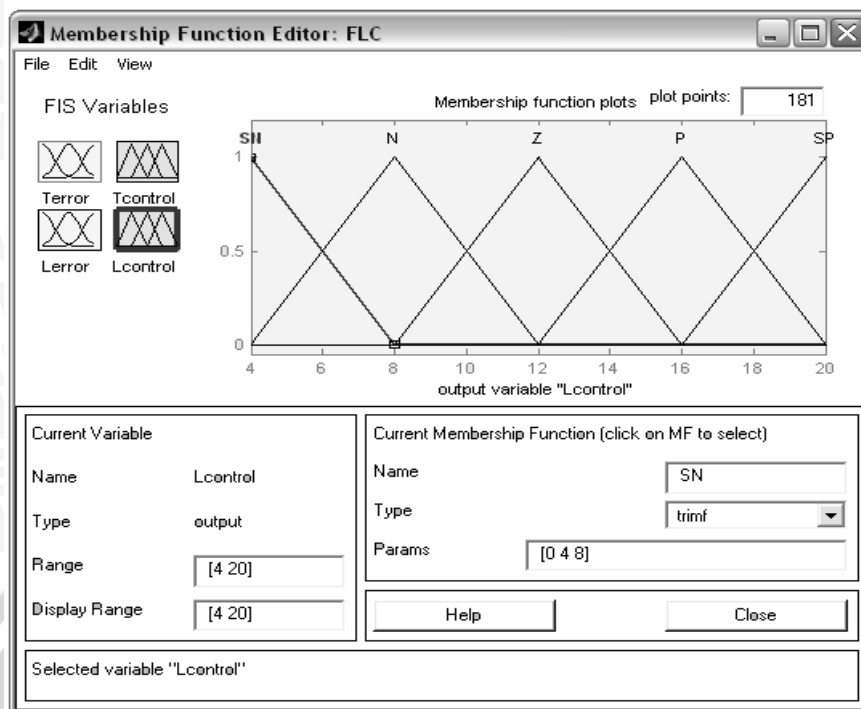 Membership Function Editor: FLC
File Edit View
FIS Variables
Membership function plots plot points: 181
Terror Tcontrol
Lerror Lcontrol
SN N Z P SP
1
0.5
0
4 6 8 10 12 14 16 18 20
output variable "Lcontrol"
Current Variable
Name Lcontrol
Type output
Range [4 20]
Display Range [4 20]
Current Membership Function (click on MF to select)
Name SN
Type trimf
Params [0 4 8]
Help Close
Selected variable "Lcontrol"